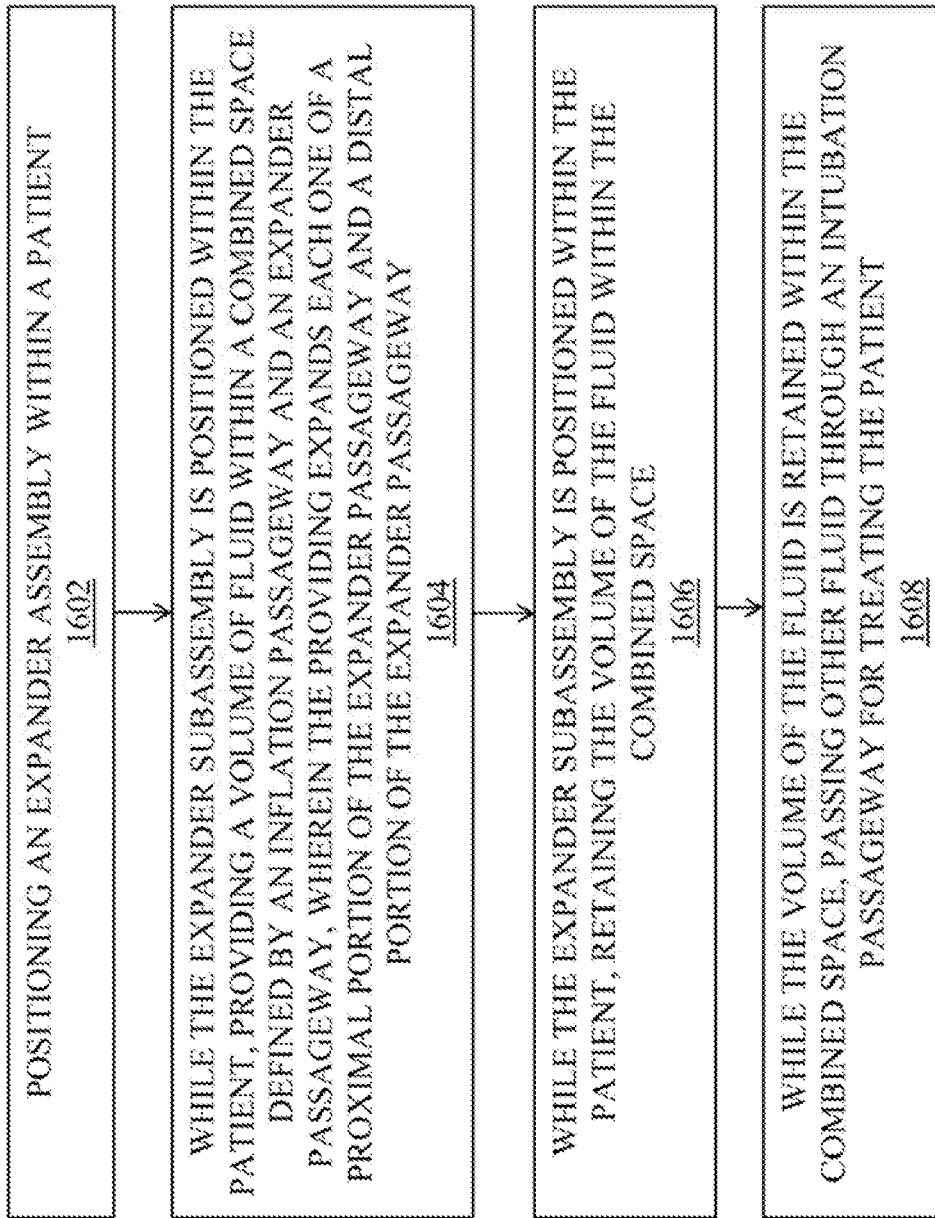 POSITIONING AN EXPANDER ASSEMBLY WITHIN A PATIENT
1602
WHILE THE EXPANDER SUBASSEMBLY IS POSITIONED WITHIN THE
PATIENT, PROVIDING A VOLUME OF FLUID WITHIN A COMBINED SPACE
DEFINED BY AN INFLATION PASSAGEWAY AND AN EXPANDER
PASSAGEWAY, WHEREIN THE PROVIDING EXPANDS EACH ONE OF A
PROXIMAL PORTION OF THE EXPANDER PASSAGEWAY AND A DISTAL
PORTION OF THE EXPANDER PASSAGEWAY
1604
WHILE THE EXPANDER SUBASSEMBLY IS POSITIONED WITHIN THE
PATIENT, RETAINING THE VOLUME OF THE FLUID WITHIN THE
COMBINED SPACE
1606
WHILE THE VOLUME OF THE FLUID IS RETAINED WITHIN THE
COMBINED SPACE, PASSING OTHER FLUID THROUGH AN INTUBATION
PASSAGEWAY FOR TREATING THE PATIENT
1608